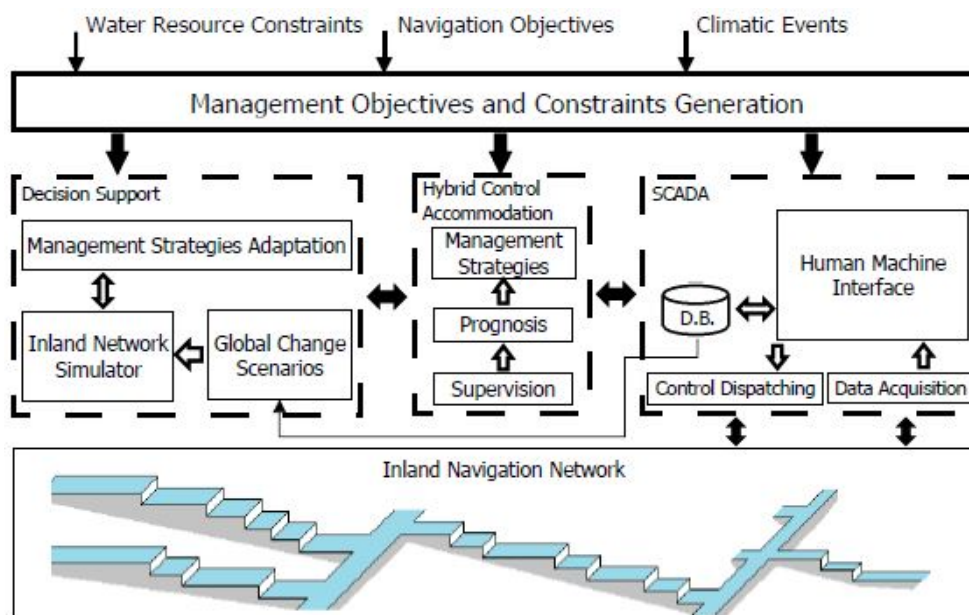 Water Resource Constraints
Navigation Objectives
Climatic Events
Management Objectives and Constraints Generation
Decision Support
Management Strategies Adaptation
Inland Network
Simulator
Global Change
Scenarios
Hybrid Control
Accommodation
Management
Strategies
Prognosis
Supervision
SCADA
Human Machine
Interface
D.B.
Control Dispatching
Data Acquisition
Inland Navigation Network